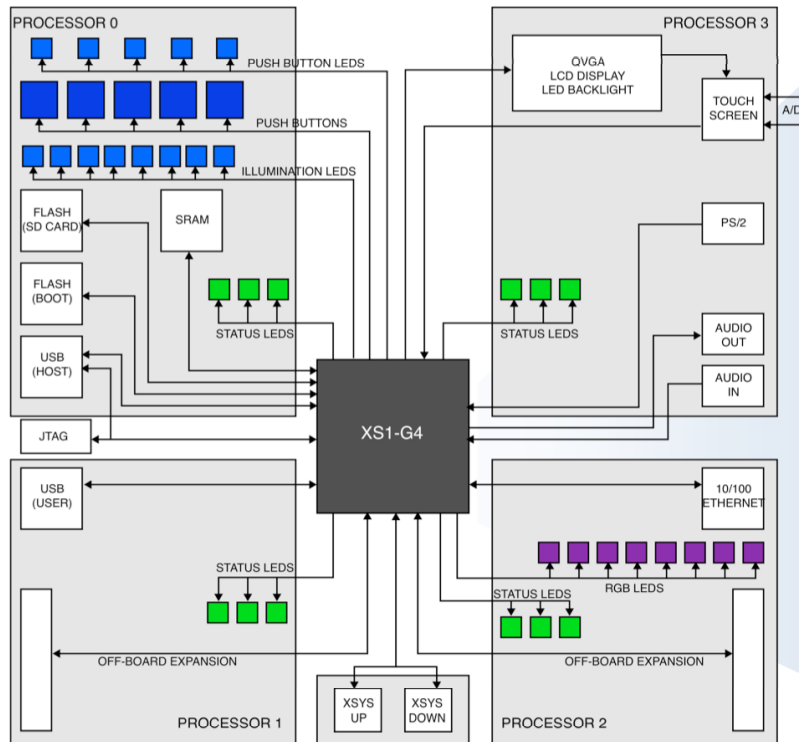 PROCESSOR 0
PUSH BUTTON LEDS
PUSH BUTTONS
ILLUMINATION LEDS
FLASH
(SD CARD)
SRAM
FLASH
(BOOT)
STATUS LEDS
USB
(HOST)
JTAG
PROCESSOR 3
QVGA
LCD DISPLAY
LED BACKLIGHT
TOUCH
SCREEN
A/D
PS/2
STATUS LEDS
AUDIO
OUT
AUDIO
IN
XS1-G4
USB
(USER)
STATUS LEDS
OFF-BOARD EXPANSION
PROCESSOR 1
XSYS
UP
XSYS
DOWN
10/100
ETHERNET
RGB LEDS
STATUS LEDS
OFF-BOARD EXPANSION
PROCESSOR 2